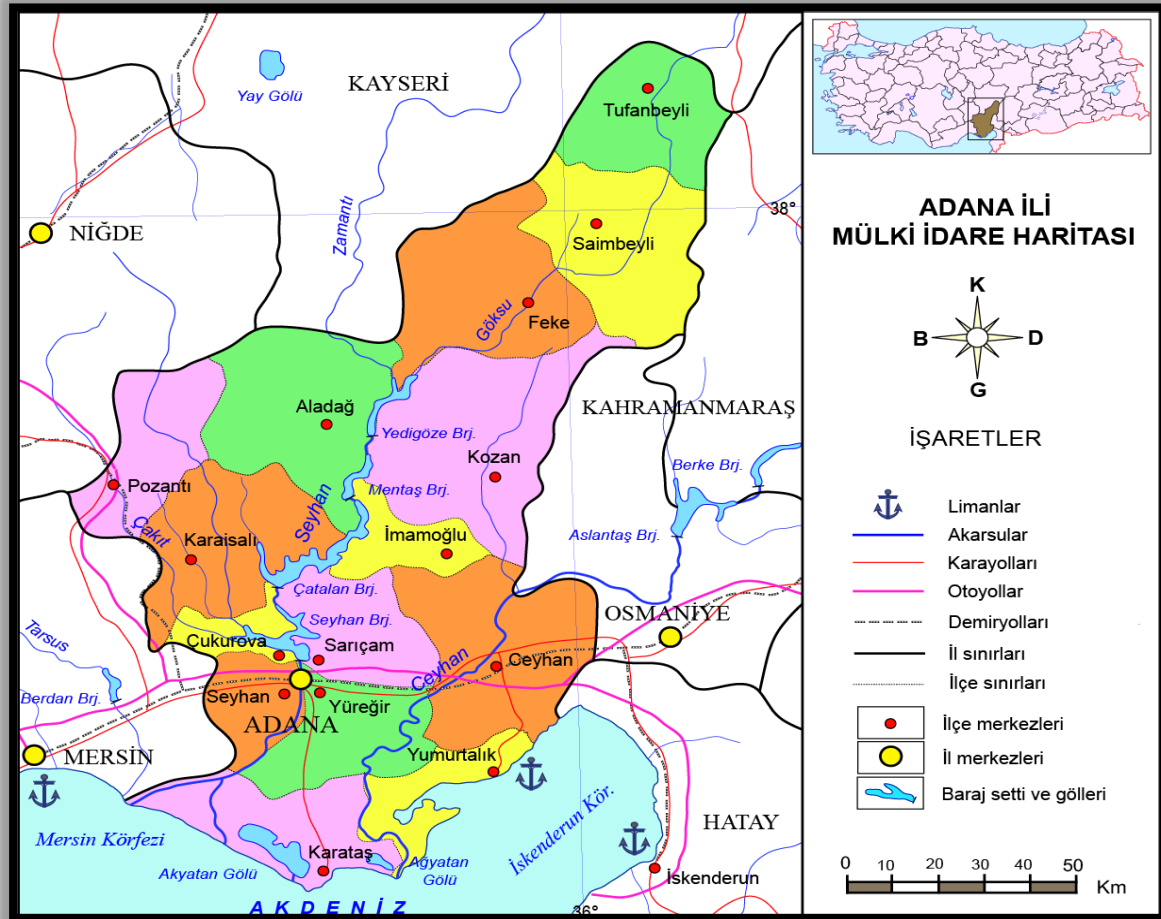 KAYSERİ
Yay Gölü
Tufanbeyli
NİĞDE
Zamantı
38°
Saimbeyli
Göksu
Feke
Aladağ
KAHRAMANMARAŞ
Yedigöze Brj.
Kozan
Berke Brj.
Pozantı
Mentaş Brj.
Çakıt
Seyhan
Karaisalı
İmamoğlu
Aslantaş Brj.
Çatalan Brj.
OSMANİYE
Seyhan Brj.
Tarsus
Çukurova
Sarıçam
Ceyhan
Ceyhan
Berdan Brj.
Seyhan
Yüreğir
ADANA
MERSİN
Yumurtalık
Mersin Körfezi
İskenderun Kör.
HATAY
Karataş
Akyatan Gölü
Ağyatan
Gölü
İskenderun
AKDENİZ
36°
ADANA İLİ
MÜLKİ İDARE HARİTASI
K
B
D
G
İŞARETLER
Limanlar
Akarsular
Karayolları
Otoyollar
Demiryolları
İl sınırları
İlçe sınırları
İlçe merkezleri
İl merkezleri
Baraj setti ve gölleri
0 10 20 30 40 50
Km